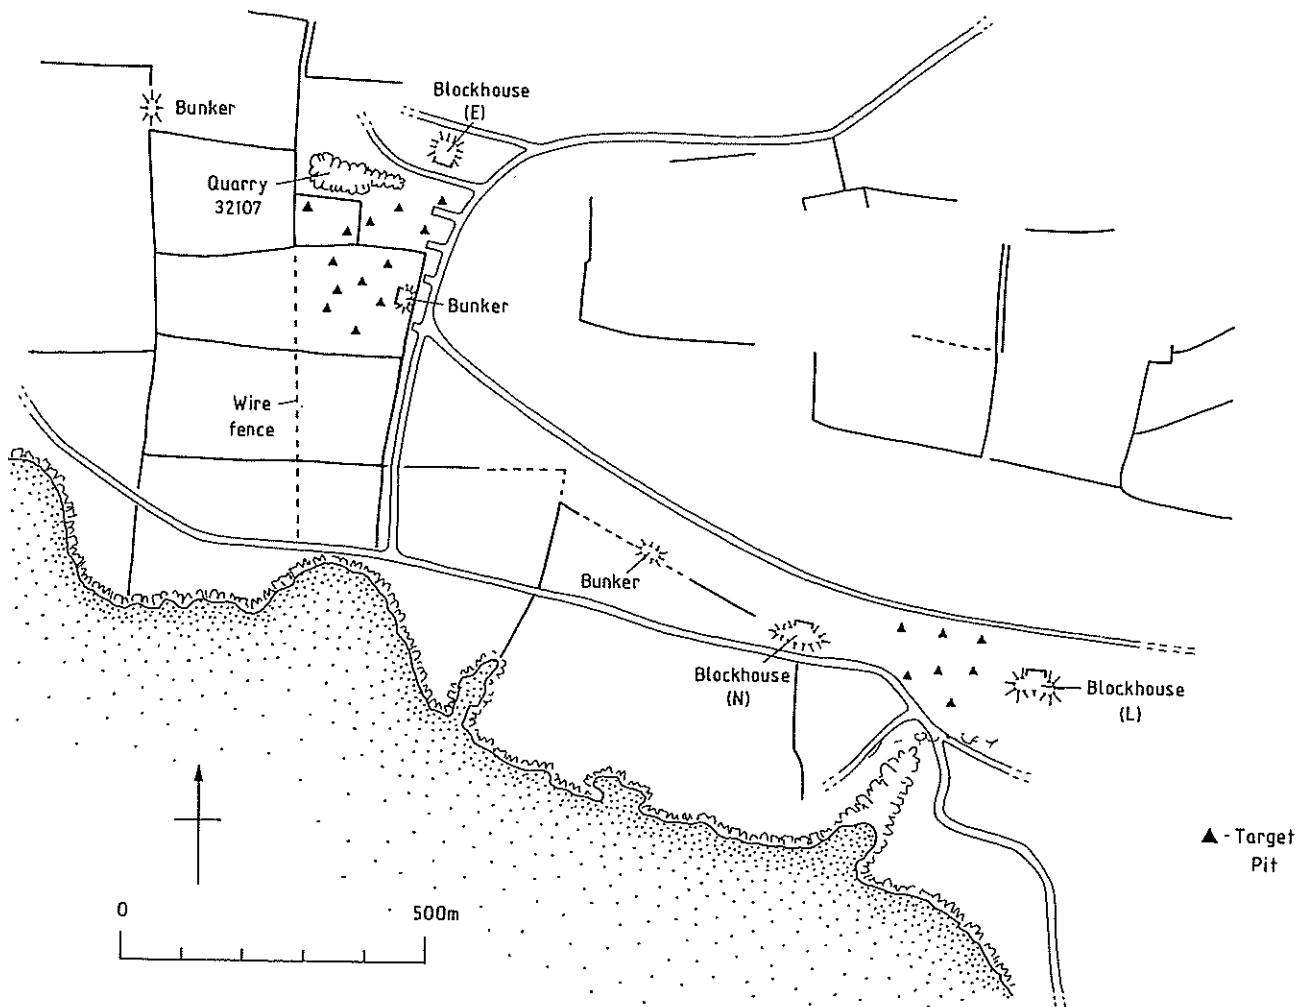 Blockhouse
(E)
Bunker
Quarry
32107
Bunker
Wire
fence
Bunker
Blockhouse
(N)
Blockhouse
(L)
▲ - Target
Pit
0 500m